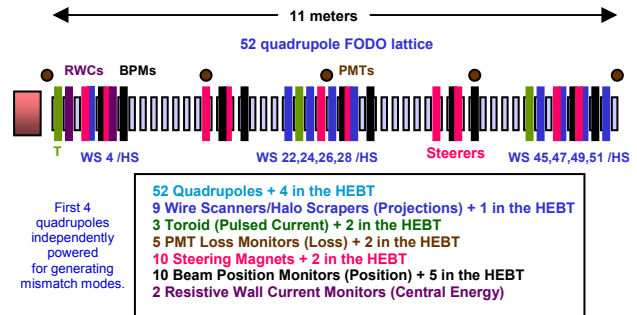 11 meters
52 quadrupole FODO lattice
RWCs BPMs PMTs
T WS 4 /HS WS 22,24,26,28 /HS Steerers WS 45,47,49,51 /HS
First 4
quadrupoles
independently
powered
for generating
mismatch modes.
52 Quadrupoles + 4 in the HEBT
9 Wire Scanners/Halo Scrapers (Projections) + 1 in the HEBT
3 Toroid (Pulsed Current) + 2 in the HEBT
5 PMT Loss Monitors (Loss) + 2 in the HEBT
10 Steering Magnets + 2 in the HEBT
10 Beam Position Monitors (Position) + 5 in the HEBT
2 Resistive Wall Current Monitors (Central Energy)